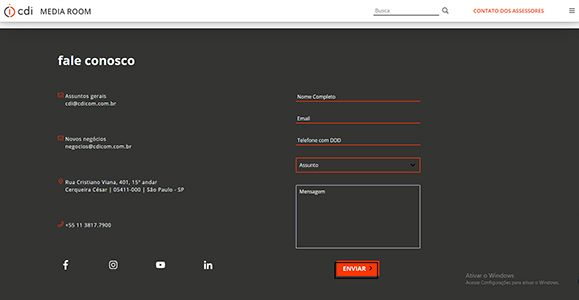 cdi MEDIA ROOM
Busca
CONTATO DOS ASSESSORES
fale conosco
Assuntos gerais
cdi@cdicom.com.br
Novos negócios
negocios@cdicom.com.br
Rua Cristiano Viana, 401, 15º andar
Cerqueira César | 05411-000 | São Paulo - SP
+55 11 3817.7900
Nome Completo
Email
Telefone com DDD
Assunto
Mensagem
ENVIAR
Ativar o Windows
Acesse Configurações para ativar o Windows.